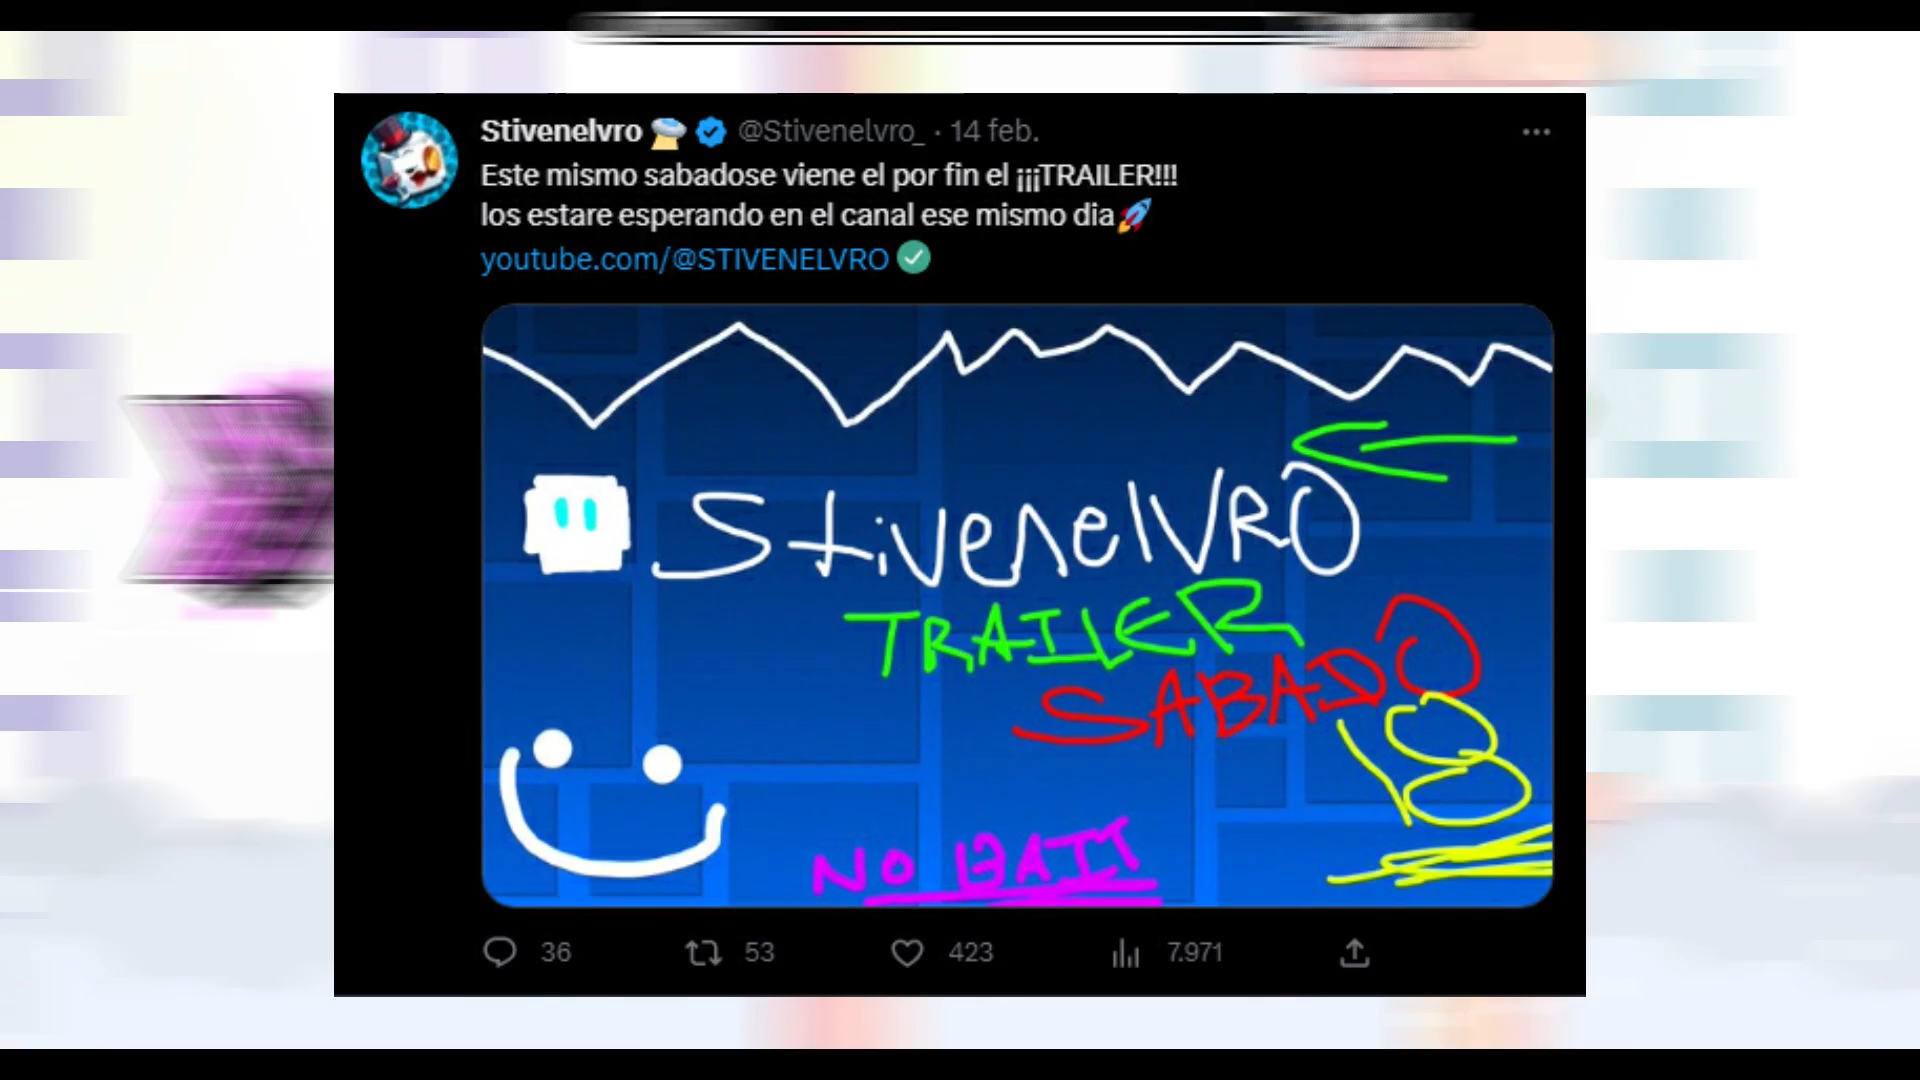 Stivenelvro @Stivenelvro_ · 14 feb.
Este mismo sabadose viene el por fin el ¡¡¡TRAILER!!!
los estare esperando en el canal ese mismo dia
youtube.com/@STIVENELVRO
StivenelVRO
TRAILER
SABADO
18
NO BAIT
36 53 423 7.971